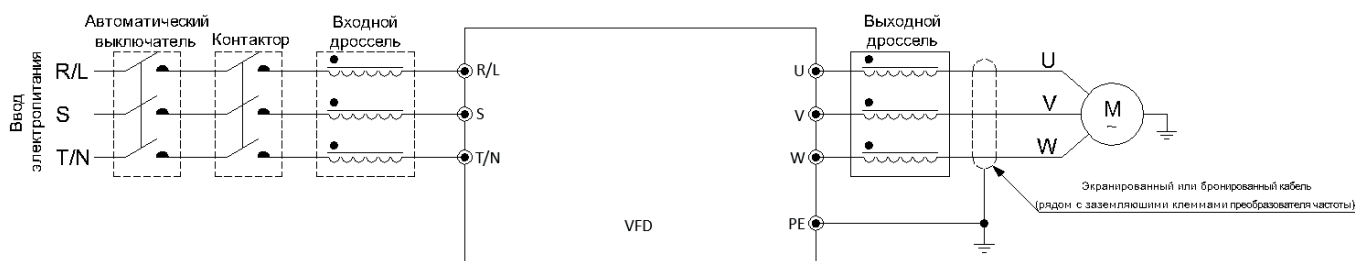 Автоматический
выключатель
Контактор
Входной
дроссель
Выходной
дроссель
Ввод
электропитания
R/L
S
T/N
R/L
S
T/N
VFD
U
V
W
PE
U
V
W
M
~
Экранированный или бронированный кабель
(рядом с заземляюшими клеммами преобразователя частоты)